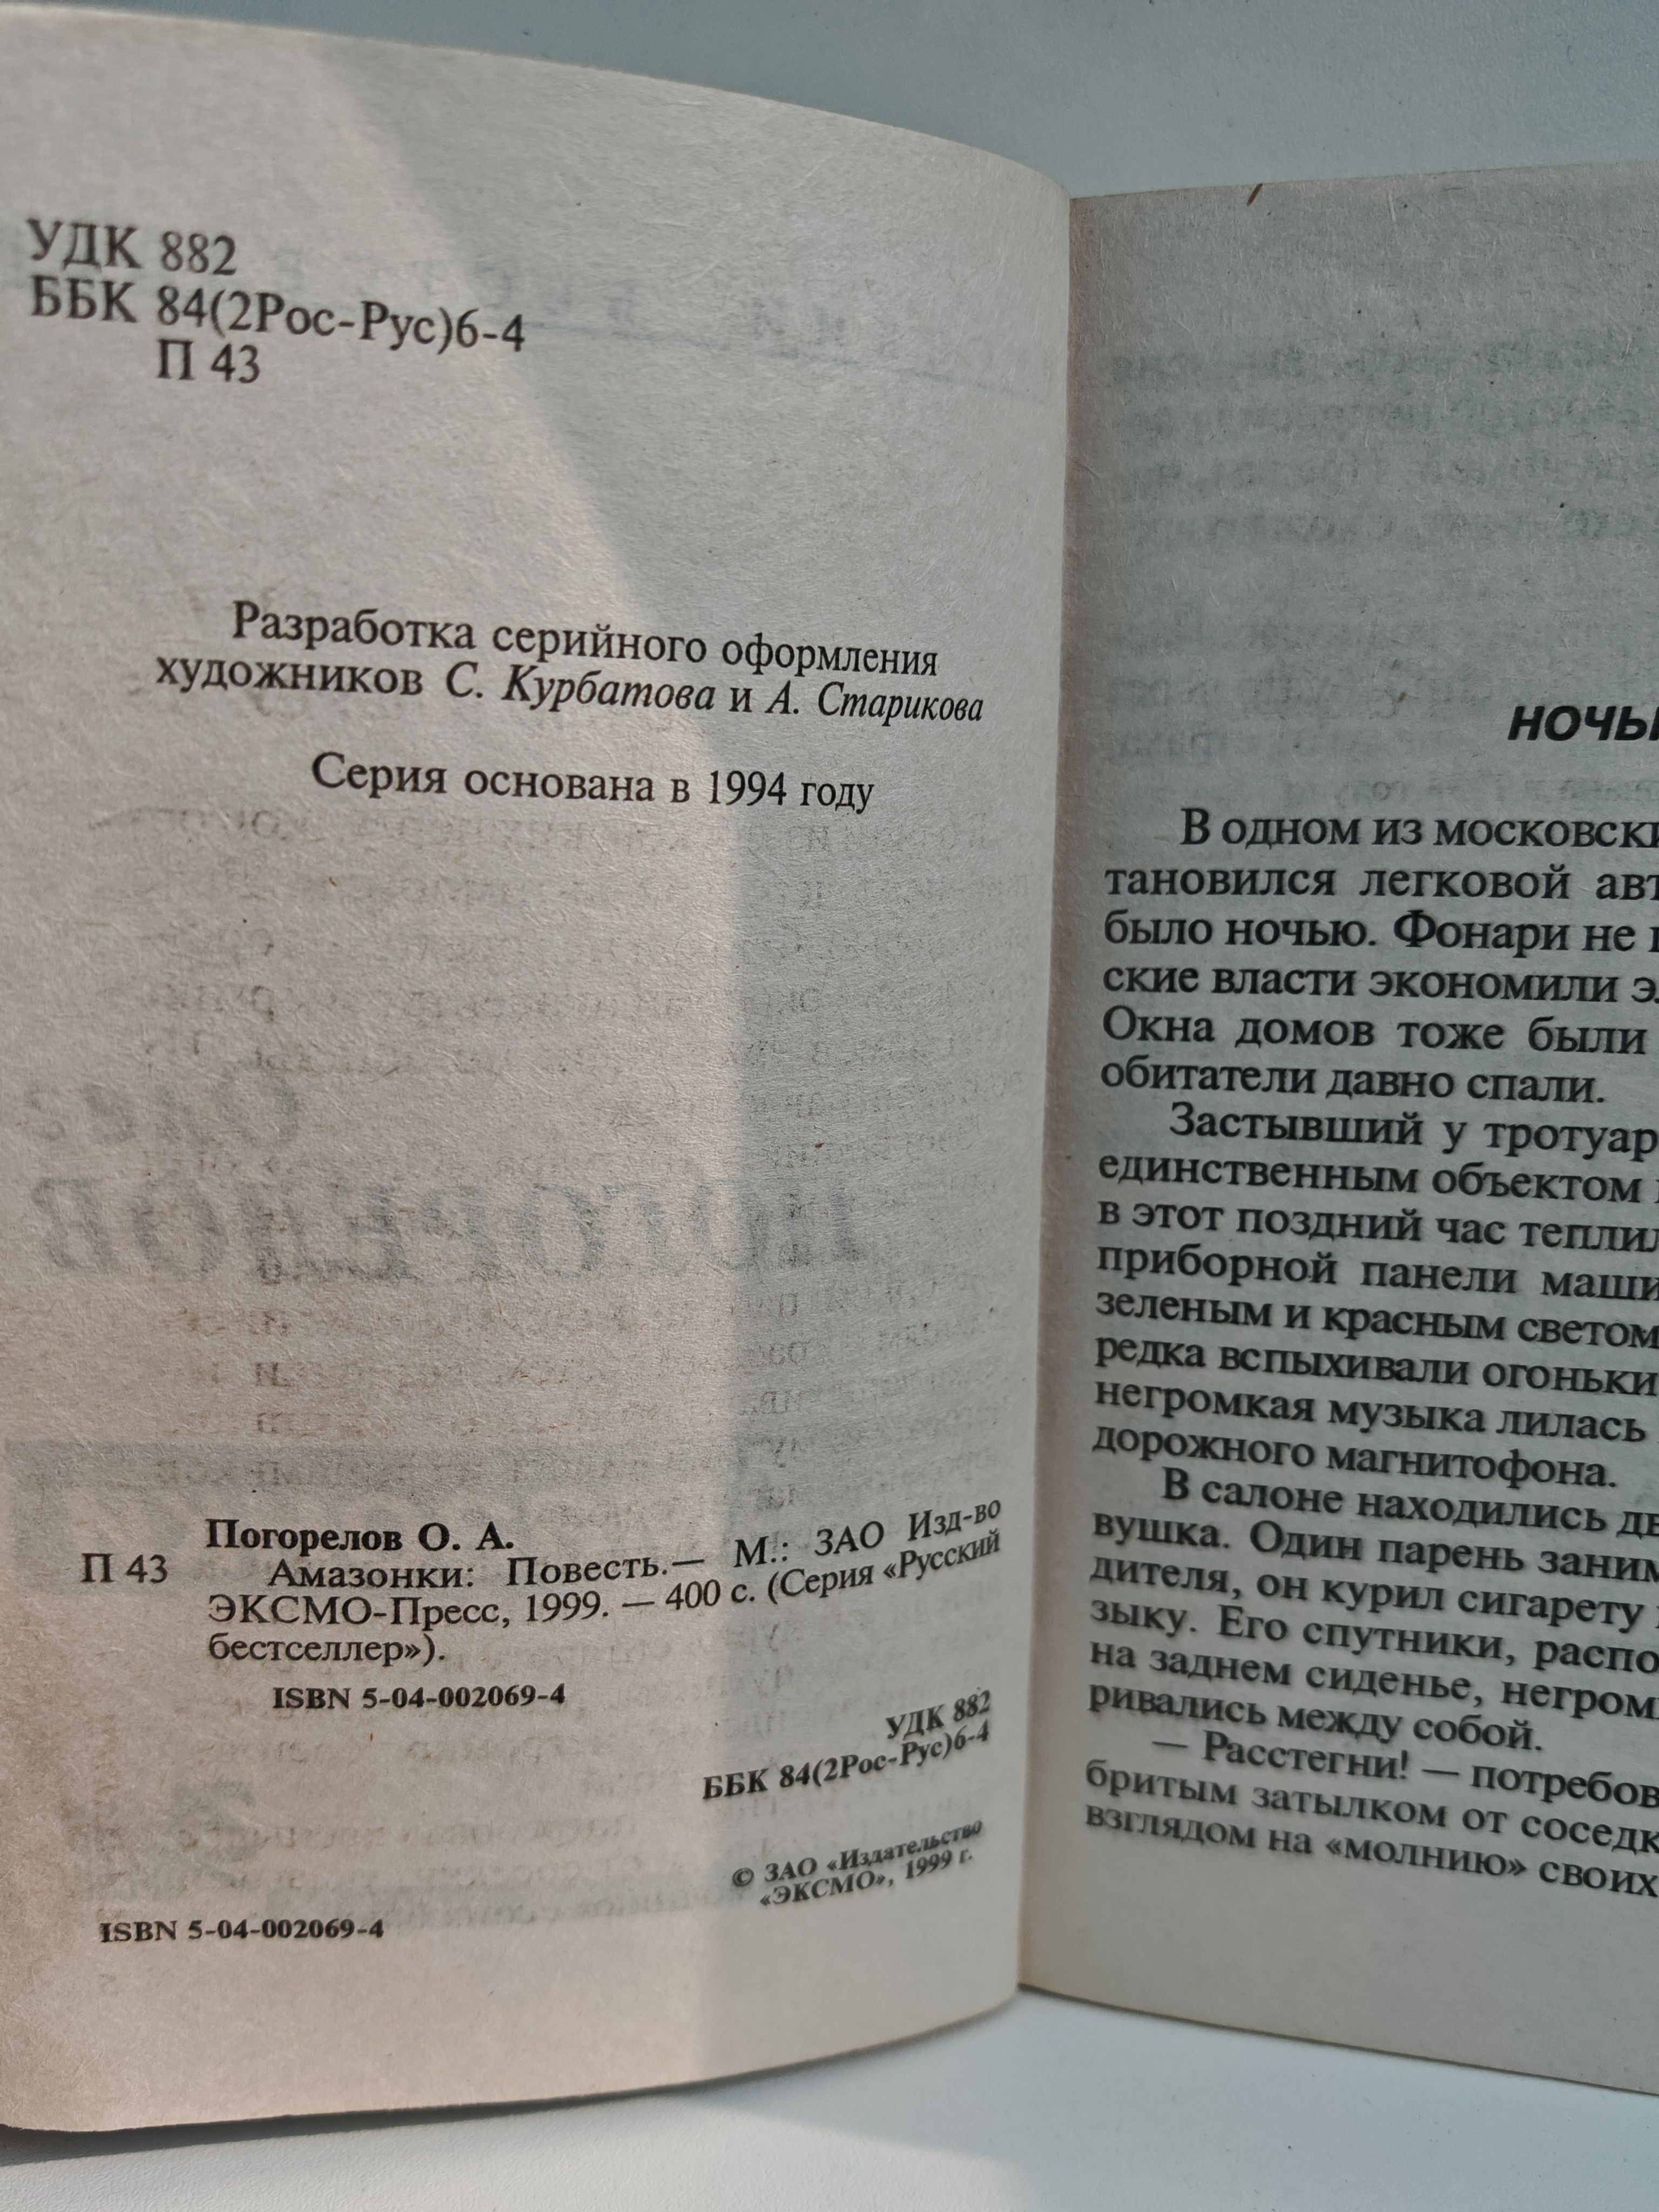 УДК 882
ББК 84(2Рос-Рус)6-4
П 43
Разработка серийного оформления
художников С. Курбатова и А. Старикова
Серия основана в 1994 году
Погорелов О. А.
П 43 Амазонки: Повесть.— М.: ЗАО Изд-во
ЭКСМО-Пресс, 1999. — 400 с. (Серия «Русский
бестселлер»).
ISBN 5-04-002069-4
УДК 882
ББК 84(2Рос-Рус)6-4
© ЗАО «Издательство
«ЭКСМО», 1999 г.
ISBN 5-04-002069-4
НОЧЬ
В одном из московски
тановился легковой авт
было ночью. Фонари не
ские власти экономили эл
Окна домов тоже были
обитатели давно спали.
Застывший у тротуар
единственным объектом
в этот поздний час теплил
приборной панели маши
зеленым и красным светом
редка вспыхивали огоньки
негромкая музыка лилась
дорожного магнитофона.
В салоне находились дв
вушка. Один парень заним
дителя, он курил сигарету
зыку. Его спутники, распо
на заднем сиденье, негром
ривались между собой.
— Расстегни! — потребов
бритым затылком от соседк
взглядом на «молнию» своих